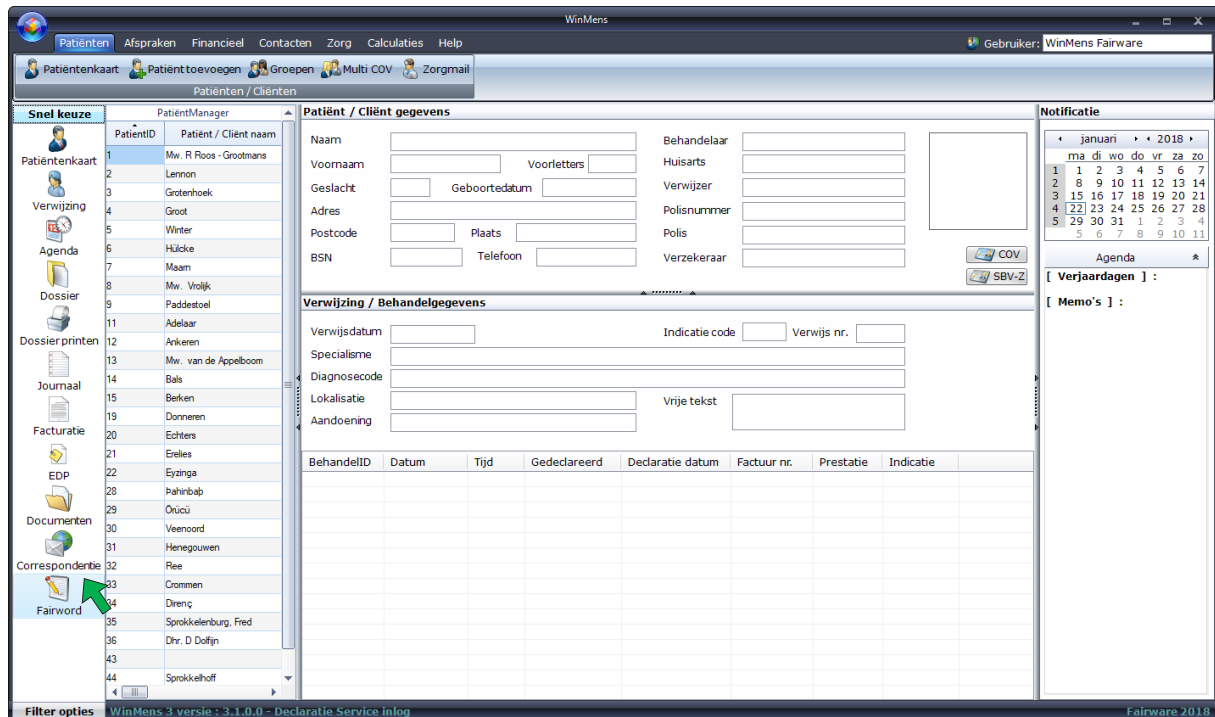 WinMens
Patiënten Afspraken Financieel Contacten Zorg Calculaties Help
Gebruiker: WinMens Fairware
Patiëntenkaart Patiënt toevoegen Groepen Multi COV Zorgmail
Patiënten / Cliënten
Snel keuze
Patiëntenkaart
Verwijzing
Agenda
Dossier
Dossier printen
Journaal
Facturatie
EDP
Documenten
Correspondentie
Fairword
Filter opties
PatiëntManager
PatientID Patiënt / Cliënt naam
1 Mw. R Roos - Grootmans
2 Lennon
3 Grotenhoek
4 Groot
5 Winter
6 Hülcke
7 Maam
8 Mw. Vrolijk
9 Paddestoel
11 Adelaar
12 Ankeren
13 Mw. van de Appelboom
14 Bals
15 Berken
19 Donneren
20 Echters
21 Erelies
22 Eyzinga
28 Þahinbaþ
29 Örücü
30 Veenoord
31 Henegouwen
32 Ree
33 Crommen
34 Direnç
35 Sprokkelenburg, Fred
36 Dhr. D Dolfijn
43
44 Sprokkelhoff
Patiënt / Cliënt gegevens
Naam Behandelaar
Voornaam Voorletters Huisarts
Geslacht Geboortedatum Verwijzer
Adres Polisnummer
Postcode Plaats Polis
BSN Telefoon Verzekeraar
COV
SBV-Z
Verwijzing / Behandelgegevens
Verwijsdatum Indicatie code Verwijs nr.
Specialisme
Diagnosecode
Lokalisatie Vrije tekst
Aandoening
BehandelID Datum Tijd Gedeclareerd Declaratie datum Factuur nr. Prestatie Indicatie
Notificatie
januari 2018
ma di wo do vr za zo
1 1 2 3 4 5 6 7
2 8 9 10 11 12 13 14
3 15 16 17 18 19 20 21
4 22 23 24 25 26 27 28
5 29 30 31 1 2 3 4
5 6 7 8 9 10 11
Agenda
[ Verjaardagen ] :
[ Memo's ] :
WinMens 3 versie : 3.1.0.0 - Declaratie Service inlog
Fairware 2018